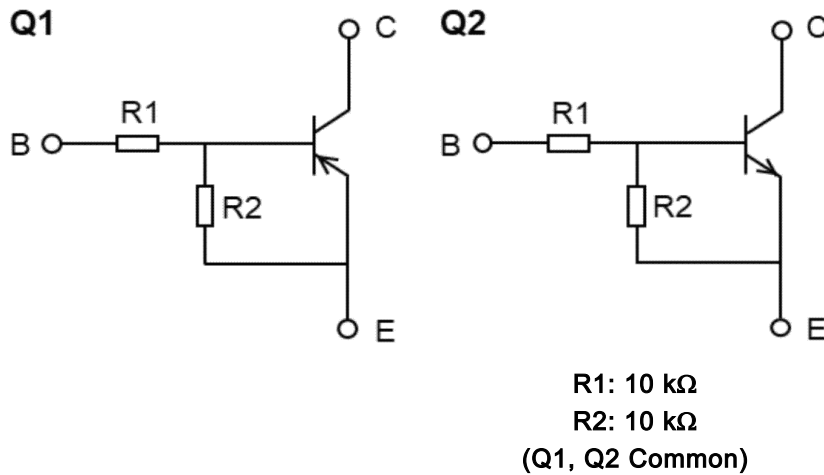 Q1
C
R1
B
R2
E
Q2
C
R1
B
R2
E
R1: 10 kΩ
R2: 10 kΩ
(Q1, Q2 Common)